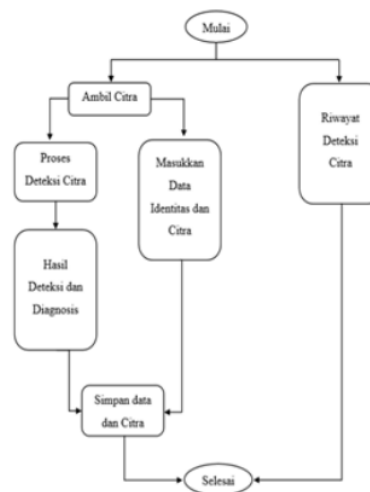 Mulai
Ambil Citra
Riwayat
Deteksi
Citra
Proses
Deteksi Citra
Masukkan
Data
Identitas dan
Citra
Hasil
Deteksi dan
Diagnosis
Simpan data
dan Citra
Selesai